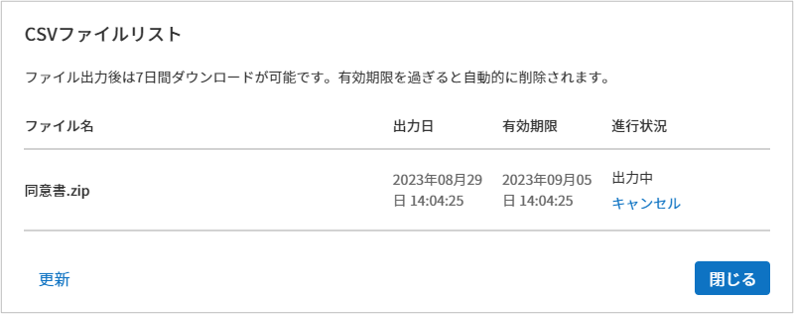 CSVファイルリスト
ファイル出力後は7日間ダウンロードが可能です。有効期限を過ぎると自動的に削除されます。
ファイル名 出力日 有効期限 進行状況
同意書.zip
2023年08月29
日 14:04:25
2023年09月05
日 14:04:25
出力中
キャンセル
更新 閉じる